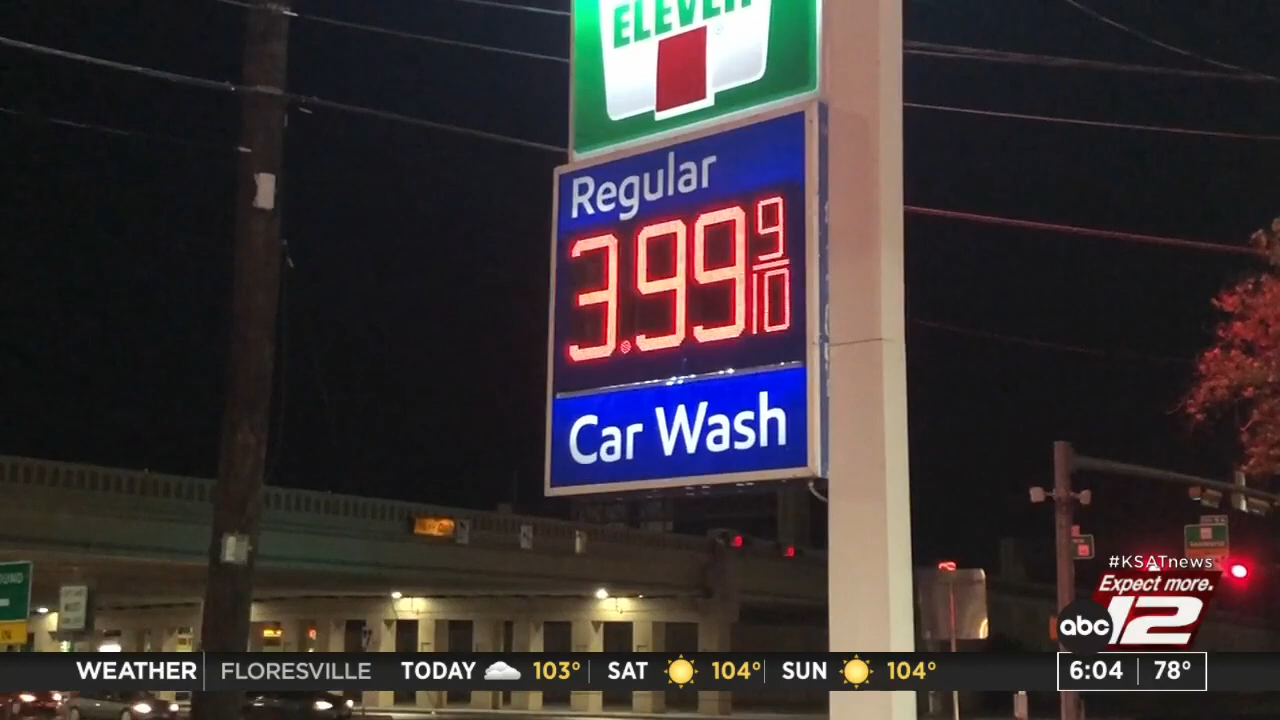 ELEVEN
Regular
3.99 9/10
Car Wash
#KSATnews
Expect more.
abc 12
WEATHER FLORESVILLE TODAY 103° SAT 104° SUN 104° 6:04 78°